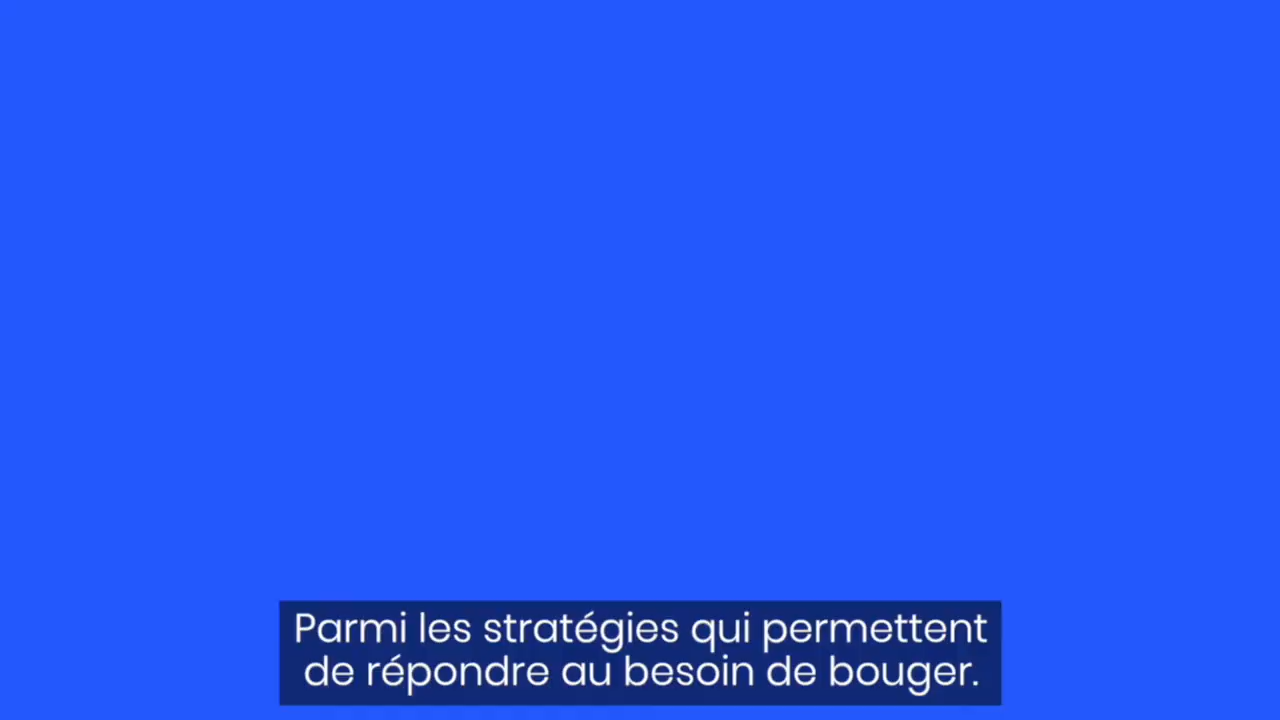 Parmi les stratégies qui permettent
de répondre au besoin de bouger.